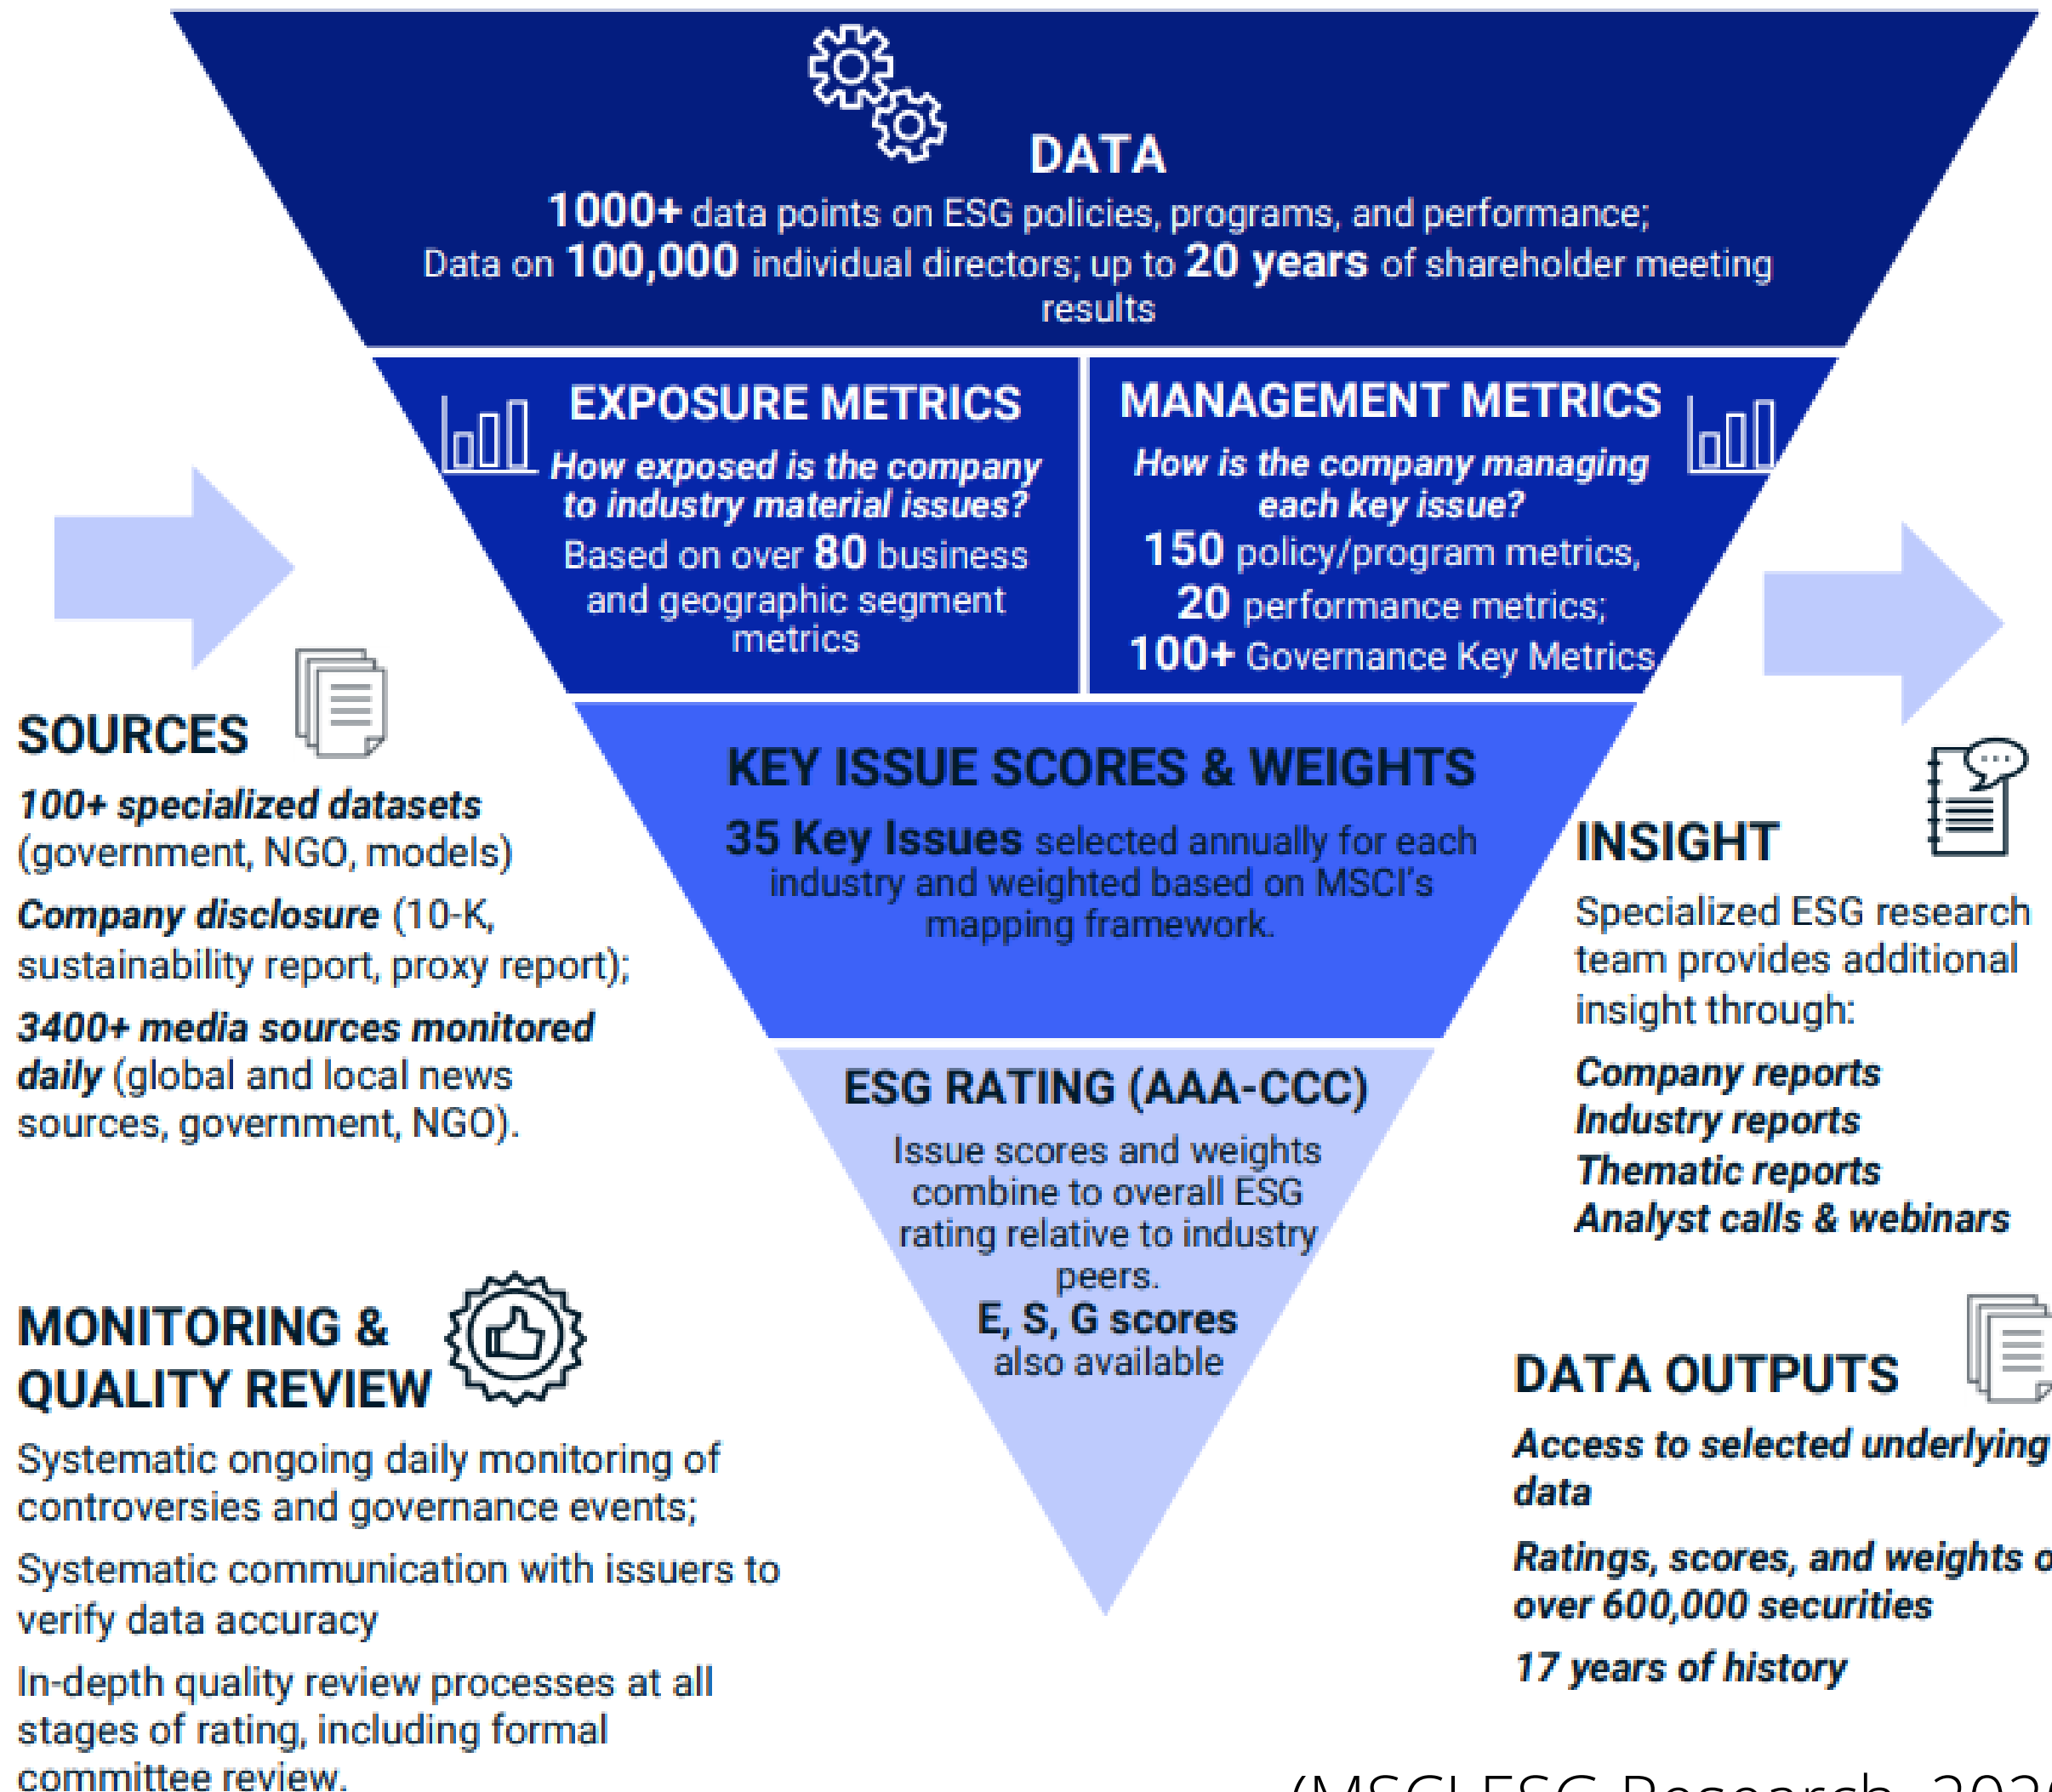 DATA
1000+ data points on ESG policies, programs, and performance;
Data on 100,000 individual directors; up to 20 years of shareholder meeting
results
EXPOSURE METRICS
How exposed is the company
to industry material issues?
Based on over 80 business
and geographic segment
metrics
MANAGEMENT METRICS
How is the company managing
each key issue?
150 policy/program metrics,
20 performance metrics;
100+ Governance Key Metrics
KEY ISSUE SCORES & WEIGHTS
35 Key Issues selected annually for each
industry and weighted based on MSCI's
mapping framework.
ESG RATING (AAA-CCC)
Issue scores and weights
combine to overall ESG
rating relative to industry
peers.
E, S, G scores
also available
SOURCES
100+ specialized datasets
(government, NGO, models)
Company disclosure (10-K,
sustainability report, proxy report);
3400+ media sources monitored
daily (global and local news
sources, government, NGO).
MONITORING &
QUALITY REVIEW
Systematic ongoing daily monitoring of
controversies and governance events;
Systematic communication with issuers to
verify data accuracy
In-depth quality review processes at all
stages of rating, including formal
committee review.
INSIGHT
Specialized ESG research
team provides additional
insight through:
Company reports
Industry reports
Thematic reports
Analyst calls & webinars
DATA OUTPUTS
Access to selected underlying
data
Ratings, scores, and weights
over 600,000 securities
17 years of history
(MSCI ESG Research,